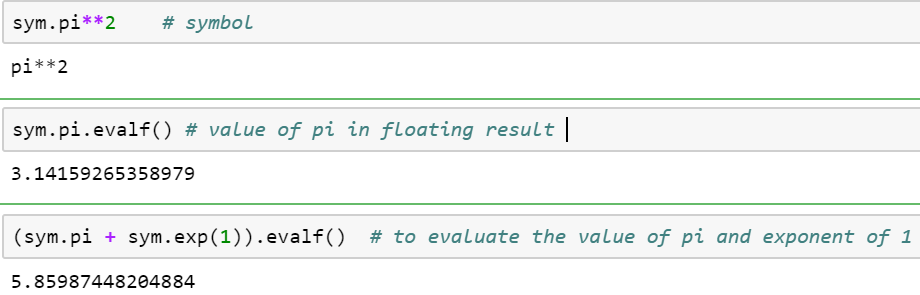 sym.pi**2    # symbol
pi**2
sym.pi.evalf() # value of pi in floating result
3.14159265358979
(sym.pi + sym.exp(1)).evalf()  # to evaluate the value of pi and exponent of 1
5.85987448204884